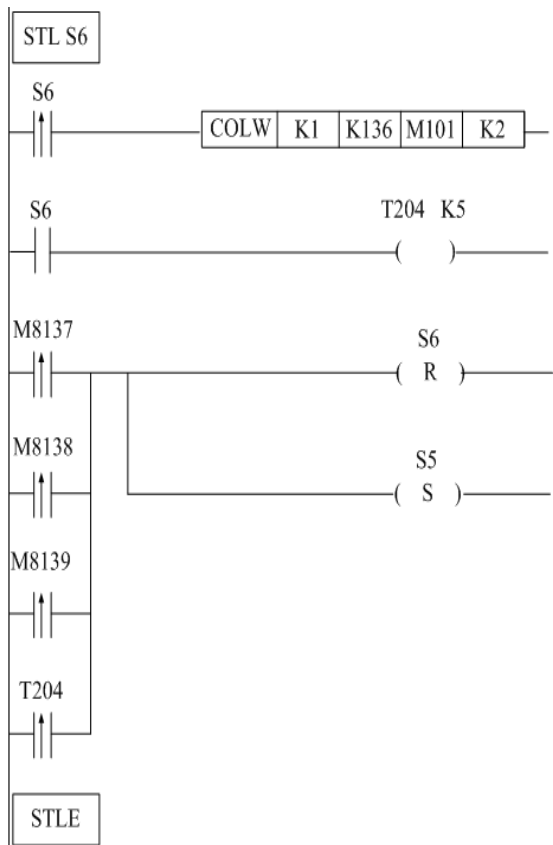 STL S6
S6
COLW K1 K136 M101 K2
S6
T204 K5
( )
M8137
S6
( R )
M8138
S5
( S )
M8139
T204
STLE